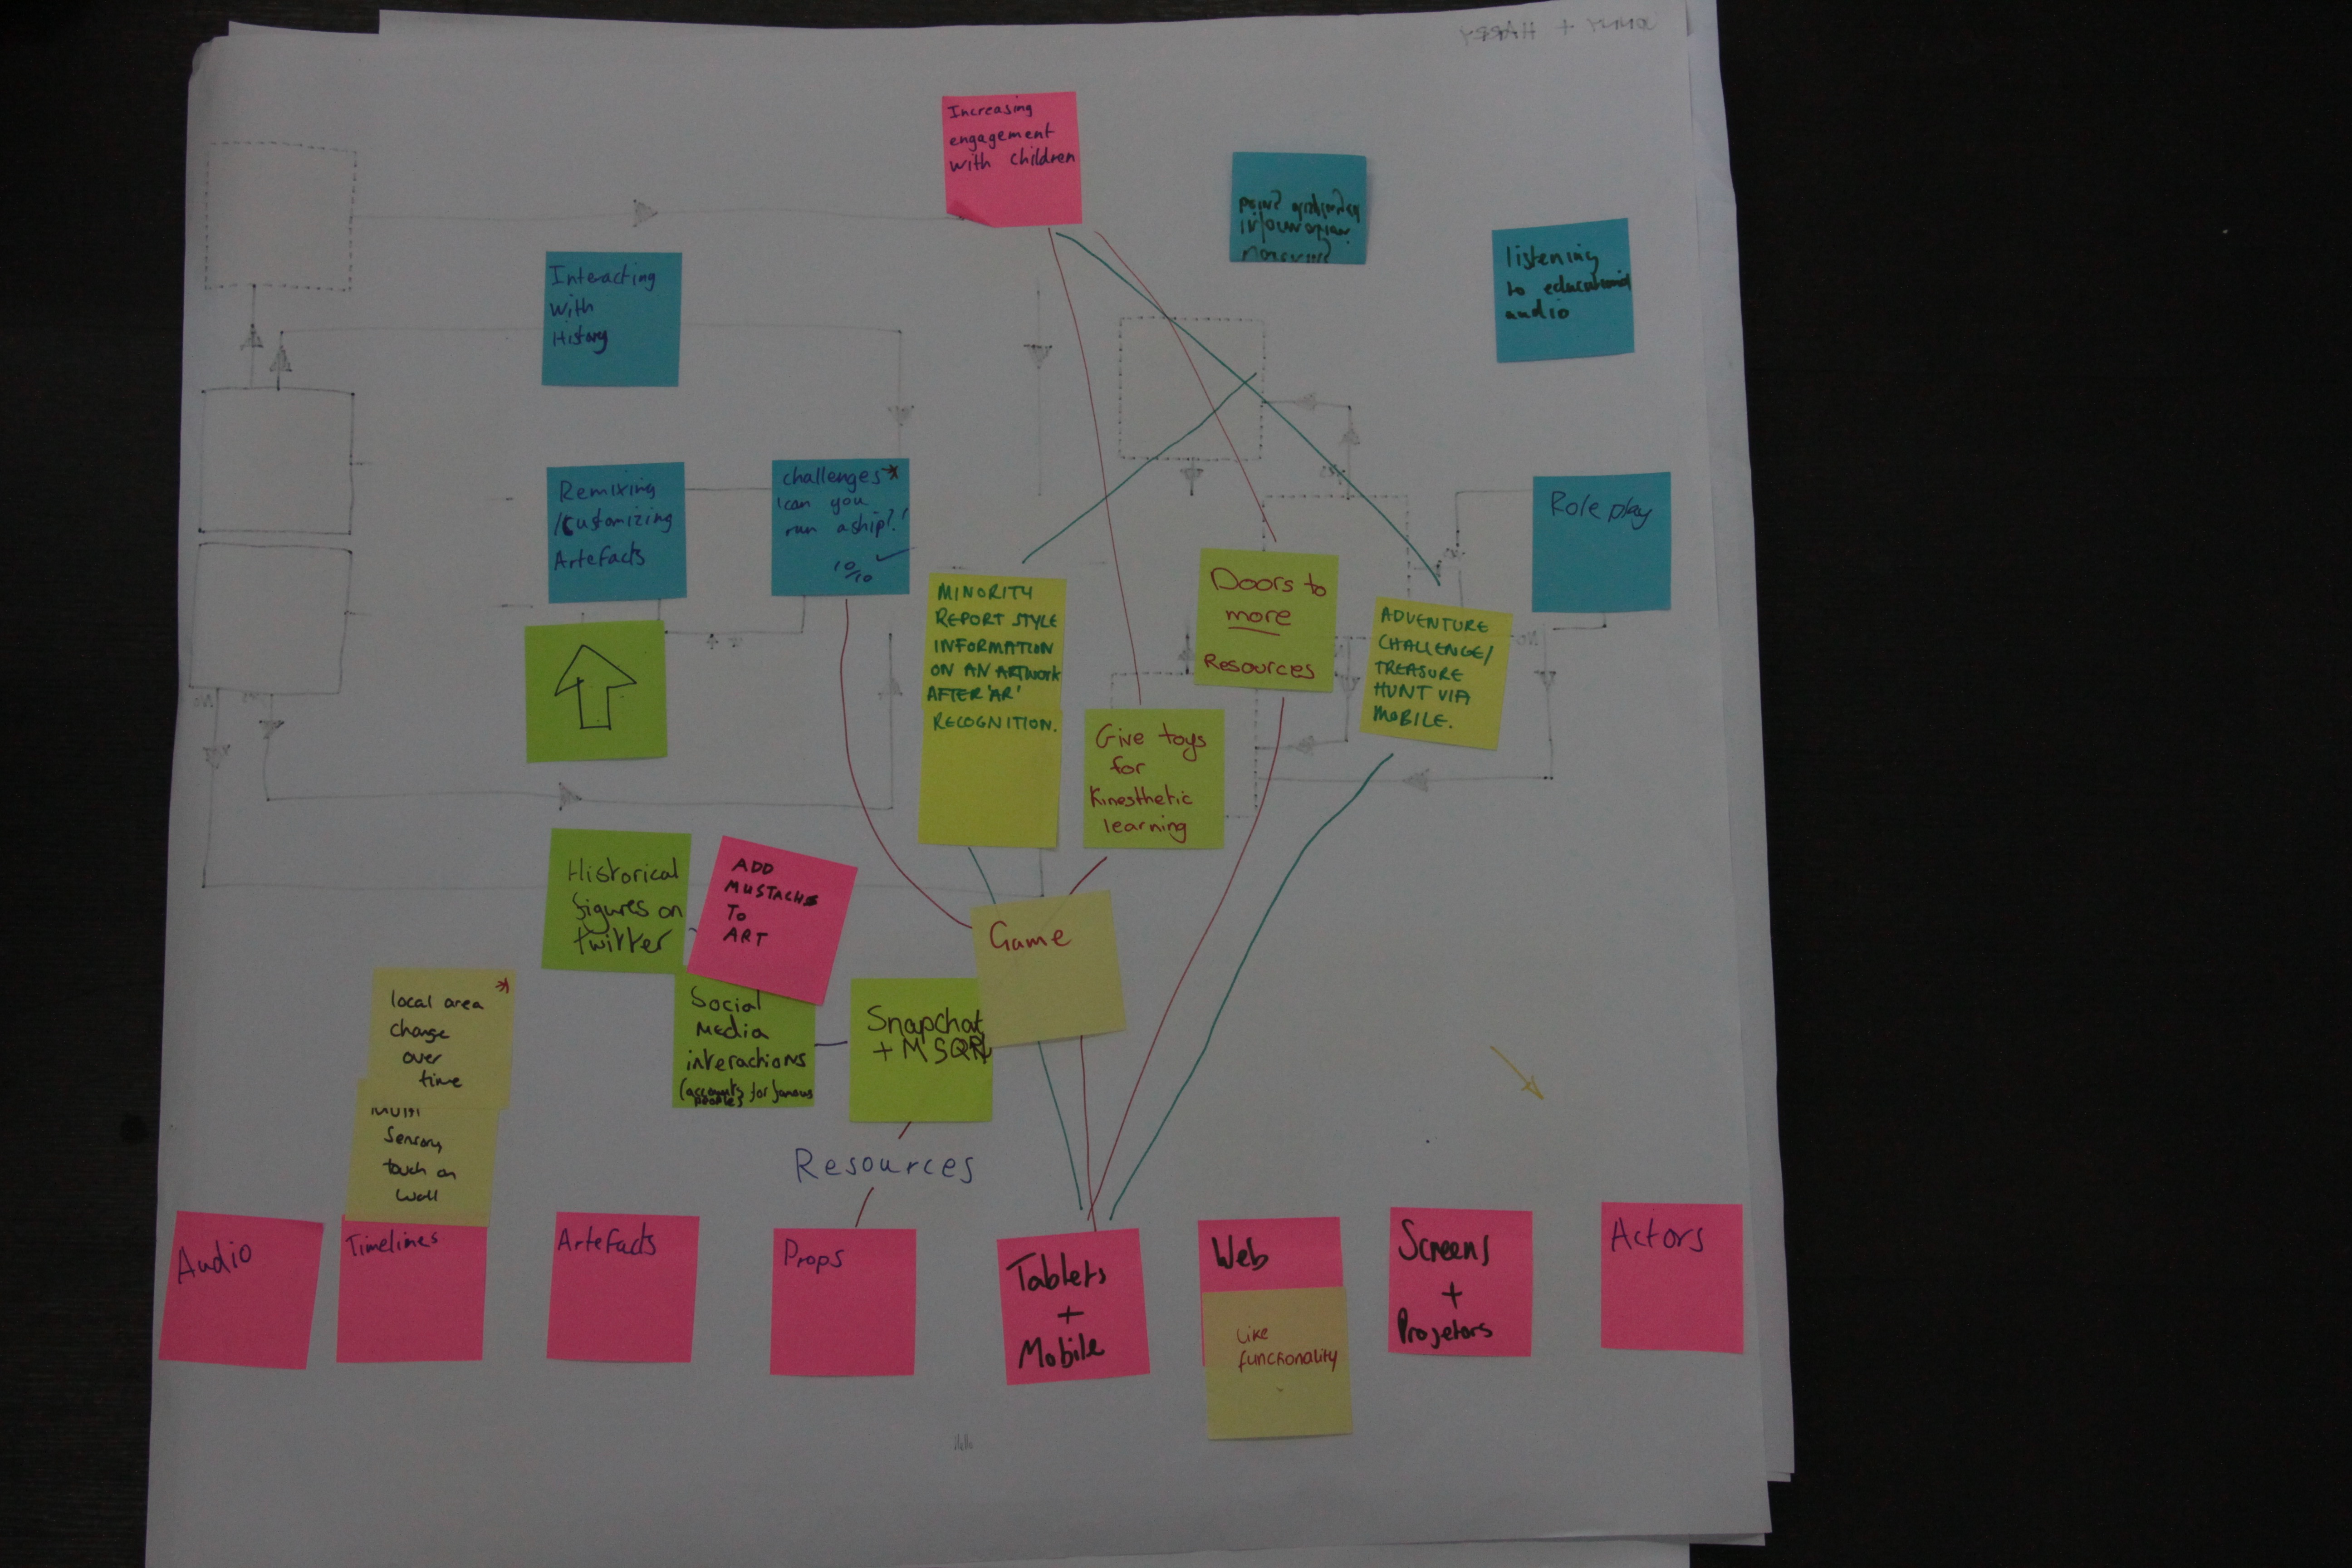 JONNY + HARRY
Increasing
engagement
with children
information
listening
to educational
audio
Interacting
with
History
Remixing
/Customizing
Artefacts
challenges*
'can you
run a ship?!'
10/10 ✓
Role play
MINORITY
REPORT STYLE
INFORMATION
ON AN ARTWORK
AFTER 'AR'
RECOGNITION.
Doors to
more
Resources
ADVENTURE
CHALLENGE/
TREASURE
HUNT VIA
MOBILE.
Give toys
for
Kinesthetic
learning
Historical
figures on
twitter
ADD
MUSTACHE
TO
ART
Game
local area
change
over
time
Social
Media
interactions
(accounts for famous
people)
Snapchat
+ MSQR
Multi
Sensory
touch on
wall
Resources
Audio
Timelines
Artefacts
Props
Tablets
+
Mobile
Web
Like
functionality
Screens
+
Projetors
Actors